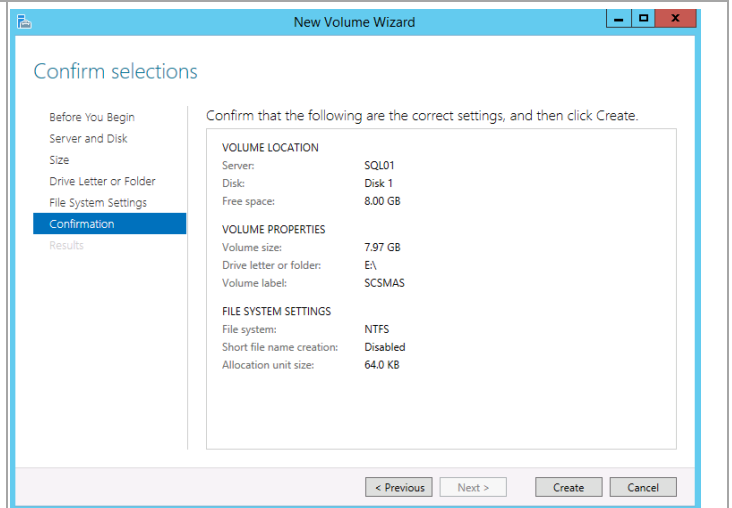 New Volume Wizard
Confirm selections
Before You Begin
Server and Disk
Size
Drive Letter or Folder
File System Settings
Confirmation
Results
Confirm that the following are the correct settings, and then click Create.
VOLUME LOCATION
Server: SQL01
Disk: Disk 1
Free space: 8.00 GB
VOLUME PROPERTIES
Volume size: 7.97 GB
Drive letter or folder: E:\
Volume label: SCSMAS
FILE SYSTEM SETTINGS
File system: NTFS
Short file name creation: Disabled
Allocation unit size: 64.0 KB
< Previous Next > Create Cancel